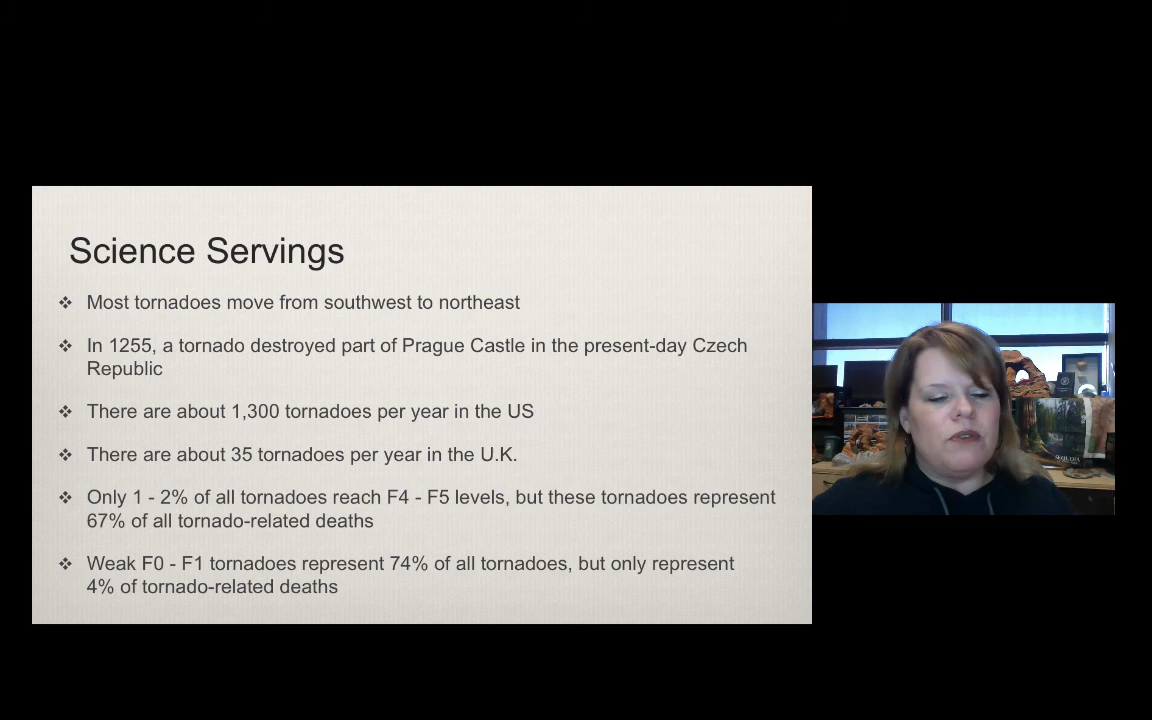 Science Servings
❖ Most tornadoes move from southwest to northeast
❖ In 1255, a tornado destroyed part of Prague Castle in the present-day Czech
Republic
❖ There are about 1,300 tornadoes per year in the US
❖ There are about 35 tornadoes per year in the U.K.
❖ Only 1 - 2% of all tornadoes reach F4 - F5 levels, but these tornadoes represent
67% of all tornado-related deaths
❖ Weak F0 - F1 tornadoes represent 74% of all tornadoes, but only represent
4% of tornado-related deaths
SEQUOIA